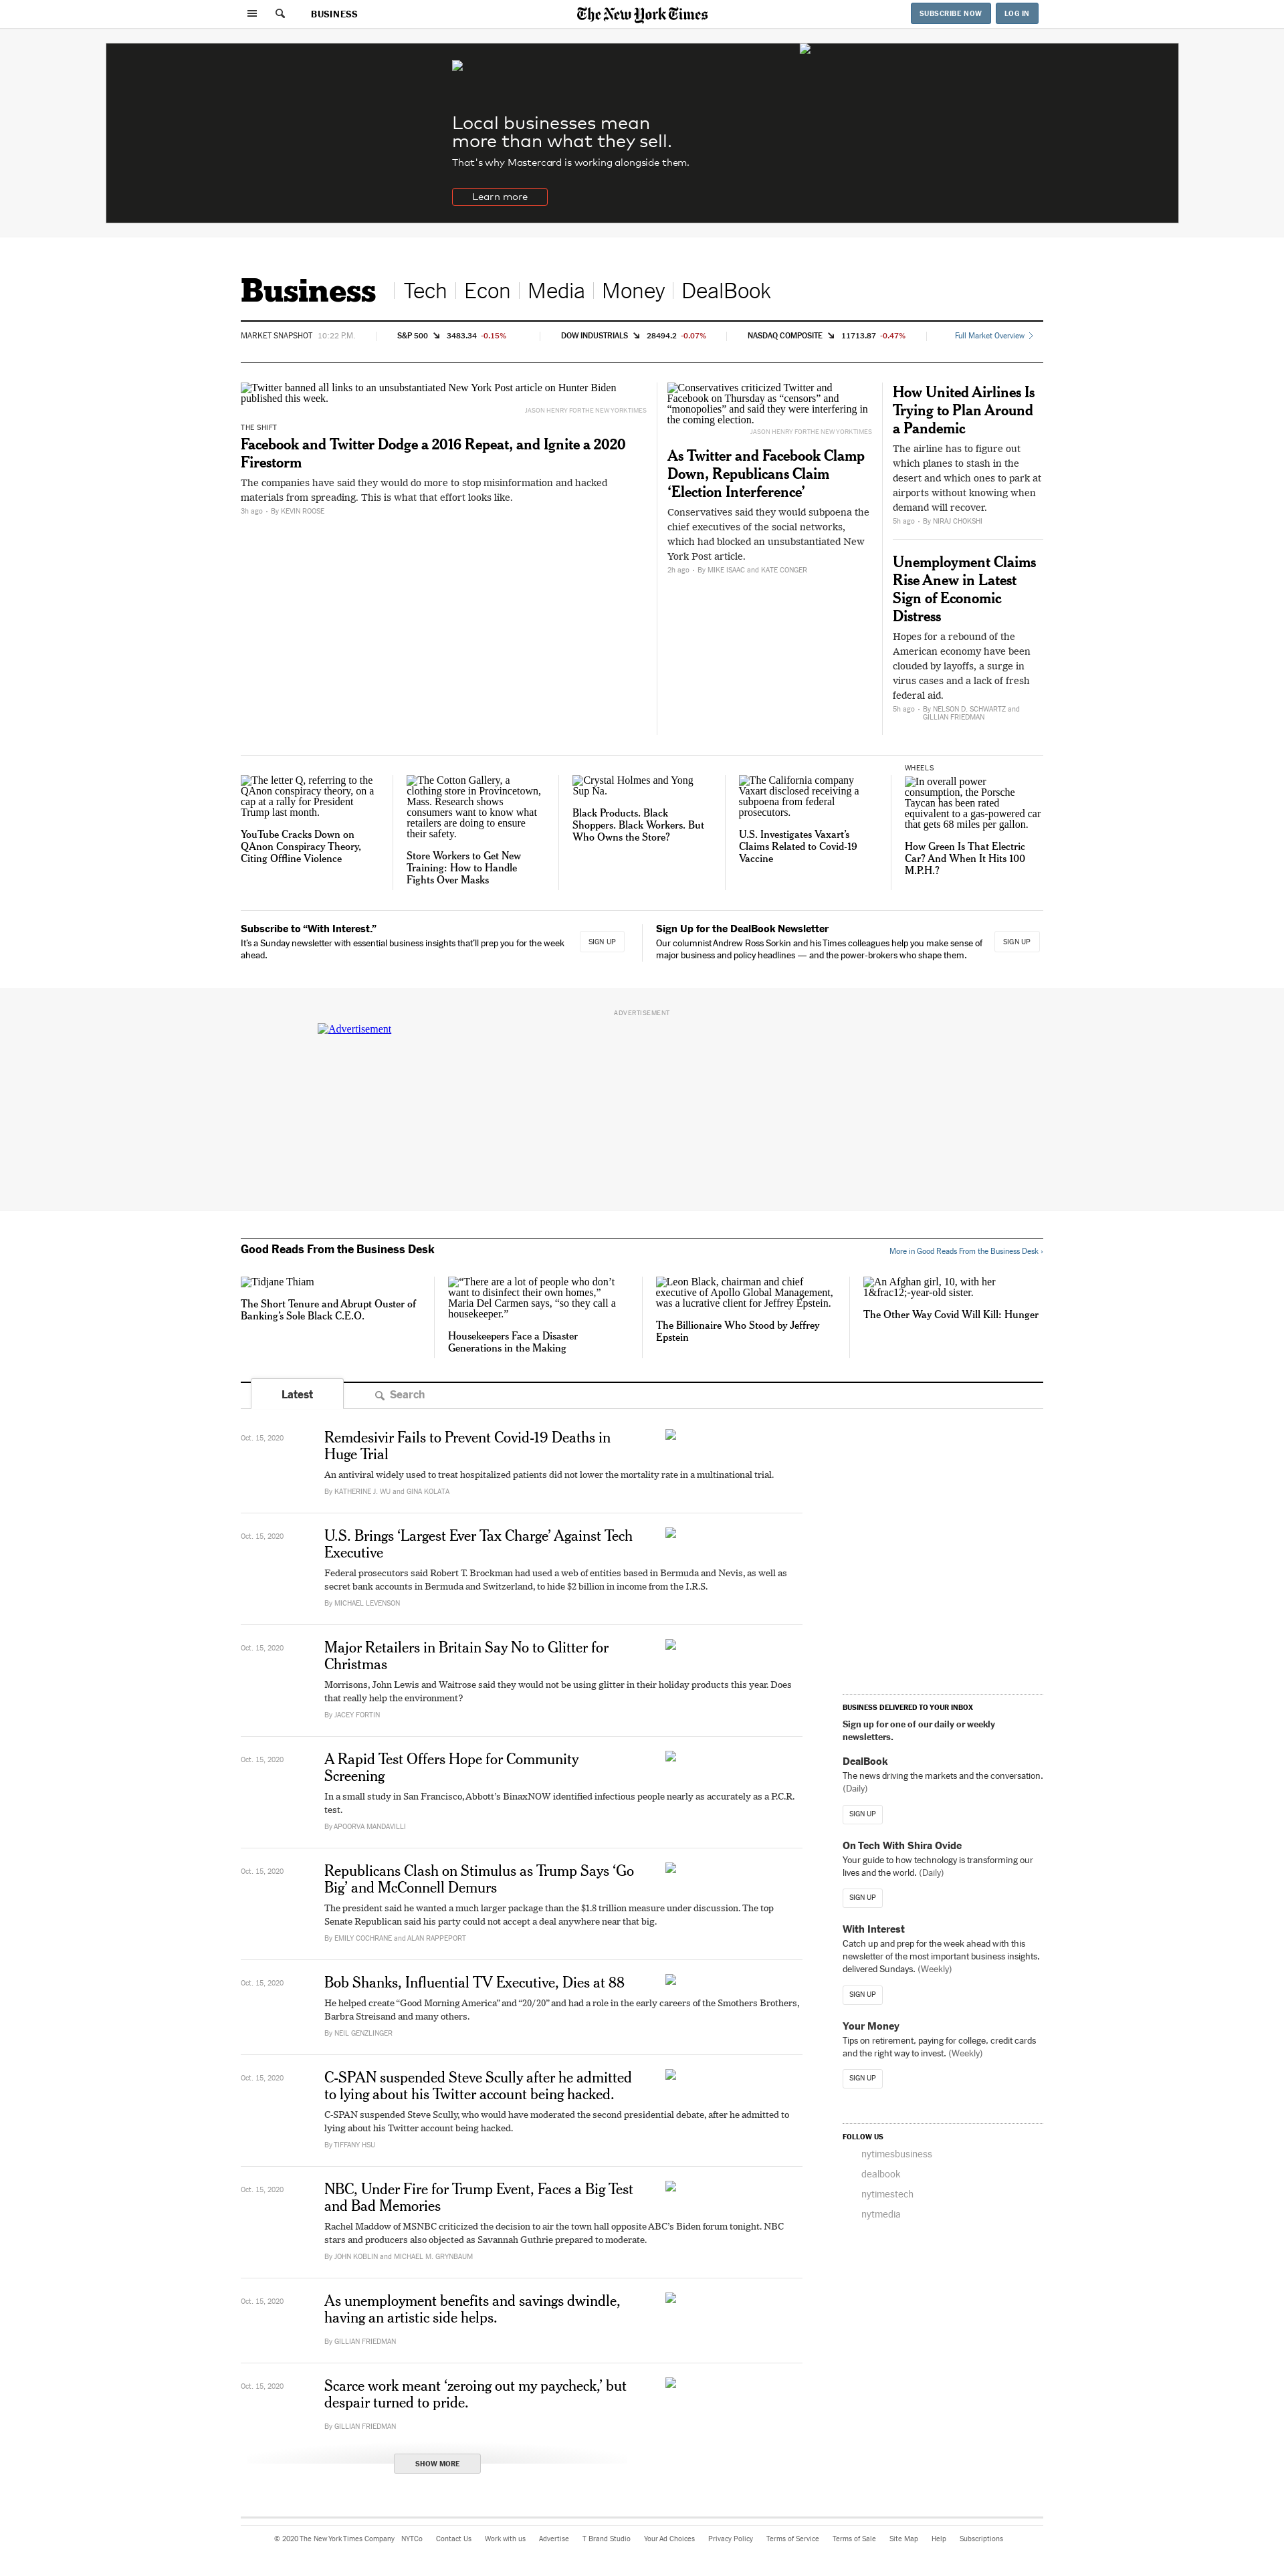 BUSINESS
The New York Times
SUBSCRIBE NOW
LOG IN
Local businesses mean
more than what they sell.
That's why Mastercard is working alongside them.
Learn more
Business
Tech
Econ
Media
Money
DealBook
MARKET SNAPSHOT 10:22 P.M.
S&P 500 3483.34 -0.15%
DOW INDUSTRIALS 28494.2 -0.07%
NASDAQ COMPOSITE 11713.87 -0.47%
Full Market Overview
Twitter banned all links to an unsubstantiated New York Post article on Hunter Biden
published this week.
JASON HENRY FOR THE NEW YORK TIMES
THE SHIFT
Facebook and Twitter Dodge a 2016 Repeat, and Ignite a 2020
Firestorm
The companies have said they would do more to stop misinformation and hacked
materials from spreading. This is what that effort looks like.
3h ago • By KEVIN ROOSE
Conservatives criticized Twitter and
Facebook on Thursday as “censors” and
“monopolies” and said they were interfering in
the coming election.
JASON HENRY FOR THE NEW YORK TIMES
As Twitter and Facebook Clamp
Down, Republicans Claim
‘Election Interference’
Conservatives said they would subpoena the
chief executives of the social networks,
which had blocked an unsubstantiated New
York Post article.
2h ago • By MIKE ISAAC and KATE CONGER
How United Airlines Is
Trying to Plan Around
a Pandemic
The airline has to figure out
which planes to stash in the
desert and which ones to park at
airports without knowing when
demand will recover.
5h ago • By NIRAJ CHOKSHI
Unemployment Claims
Rise Anew in Latest
Sign of Economic
Distress
Hopes for a rebound of the
American economy have been
clouded by layoffs, a surge in
virus cases and a lack of fresh
federal aid.
5h ago • By NELSON D. SCHWARTZ and
GILLIAN FRIEDMAN
The letter Q, referring to the
QAnon conspiracy theory, on a
cap at a rally for President
Trump last month.
YouTube Cracks Down on
QAnon Conspiracy Theory,
Citing Offline Violence
The Cotton Gallery, a
clothing store in Provincetown,
Mass. Research shows
consumers want to know what
retailers are doing to ensure
their safety.
Store Workers to Get New
Training: How to Handle
Fights Over Masks
Crystal Holmes and Yong
Sup Na.
Black Products. Black
Shoppers. Black Workers. But
Who Owns the Store?
The California company
Vaxart disclosed receiving a
subpoena from federal
prosecutors.
U.S. Investigates Vaxart’s
Claims Related to Covid-19
Vaccine
WHEELS
In overall power
consumption, the Porsche
Taycan has been rated
equivalent to a gas-powered car
that gets 68 miles per gallon.
How Green Is That Electric
Car? And When It Hits 100
M.P.H.?
Subscribe to “With Interest.”
It’s a Sunday newsletter with essential business insights that’ll prep you for the week
ahead.
SIGN UP
Sign Up for the DealBook Newsletter
Our columnist Andrew Ross Sorkin and his Times colleagues help you make sense of
major business and policy headlines — and the power-brokers who shape them.
SIGN UP
ADVERTISEMENT
Advertisement
Good Reads From the Business Desk
More in Good Reads From the Business Desk ›
Tidjane Thiam
The Short Tenure and Abrupt Ouster of
Banking’s Sole Black C.E.O.
“There are a lot of people who don’t
want to disinfect their own homes,”
Maria Del Carmen says, “so they call a
housekeeper.”
Housekeepers Face a Disaster
Generations in the Making
Leon Black, chairman and chief
executive of Apollo Global Management,
was a lucrative client for Jeffrey Epstein.
The Billionaire Who Stood by Jeffrey
Epstein
An Afghan girl, 10, with her
1&frac12;-year-old sister.
The Other Way Covid Will Kill: Hunger
Latest
Search
Oct. 15, 2020
Remdesivir Fails to Prevent Covid-19 Deaths in
Huge Trial
An antiviral widely used to treat hospitalized patients did not lower the mortality rate in a multinational trial.
By KATHERINE J. WU and GINA KOLATA
Oct. 15, 2020
U.S. Brings ‘Largest Ever Tax Charge’ Against Tech
Executive
Federal prosecutors said Robert T. Brockman had used a web of entities based in Bermuda and Nevis, as well as
secret bank accounts in Bermuda and Switzerland, to hide $2 billion in income from the I.R.S.
By MICHAEL LEVENSON
Oct. 15, 2020
Major Retailers in Britain Say No to Glitter for
Christmas
Morrisons, John Lewis and Waitrose said they would not be using glitter in their holiday products this year. Does
that really help the environment?
By JACEY FORTIN
Oct. 15, 2020
A Rapid Test Offers Hope for Community
Screening
In a small study in San Francisco, Abbott’s BinaxNOW identified infectious people nearly as accurately as a P.C.R.
test.
By APOORVA MANDAVILLI
Oct. 15, 2020
Republicans Clash on Stimulus as Trump Says ‘Go
Big’ and McConnell Demurs
The president said he wanted a much larger package than the $1.8 trillion measure under discussion. The top
Senate Republican said his party could not accept a deal anywhere near that big.
By EMILY COCHRANE and ALAN RAPPEPORT
Oct. 15, 2020
Bob Shanks, Influential TV Executive, Dies at 88
He helped create “Good Morning America” and “20/20” and had a role in the early careers of the Smothers Brothers,
Barbra Streisand and many others.
By NEIL GENZLINGER
Oct. 15, 2020
C-SPAN suspended Steve Scully after he admitted
to lying about his Twitter account being hacked.
C-SPAN suspended Steve Scully, who would have moderated the second presidential debate, after he admitted to
lying about his Twitter account being hacked.
By TIFFANY HSU
Oct. 15, 2020
NBC, Under Fire for Trump Event, Faces a Big Test
and Bad Memories
Rachel Maddow of MSNBC criticized the decision to air the town hall opposite ABC’s Biden forum tonight. NBC
stars and producers also objected as Savannah Guthrie prepared to moderate.
By JOHN KOBLIN and MICHAEL M. GRYNBAUM
Oct. 15, 2020
As unemployment benefits and savings dwindle,
having an artistic side helps.
By GILLIAN FRIEDMAN
Oct. 15, 2020
Scarce work meant ‘zeroing out my paycheck,’ but
despair turned to pride.
By GILLIAN FRIEDMAN
SHOW MORE
BUSINESS DELIVERED TO YOUR INBOX
Sign up for one of our daily or weekly
newsletters.
DealBook
The news driving the markets and the conversation.
(Daily)
SIGN UP
On Tech With Shira Ovide
Your guide to how technology is transforming our
lives and the world. (Daily)
SIGN UP
With Interest
Catch up and prep for the week ahead with this
newsletter of the most important business insights,
delivered Sundays. (Weekly)
SIGN UP
Your Money
Tips on retirement, paying for college, credit cards
and the right way to invest. (Weekly)
SIGN UP
FOLLOW US
nytimesbusiness
dealbook
nytimestech
nytmedia
© 2020 The New York Times Company NYTCo Contact Us Work with us Advertise T Brand Studio Your Ad Choices Privacy Policy Terms of Service Terms of Sale Site Map Help Subscriptions